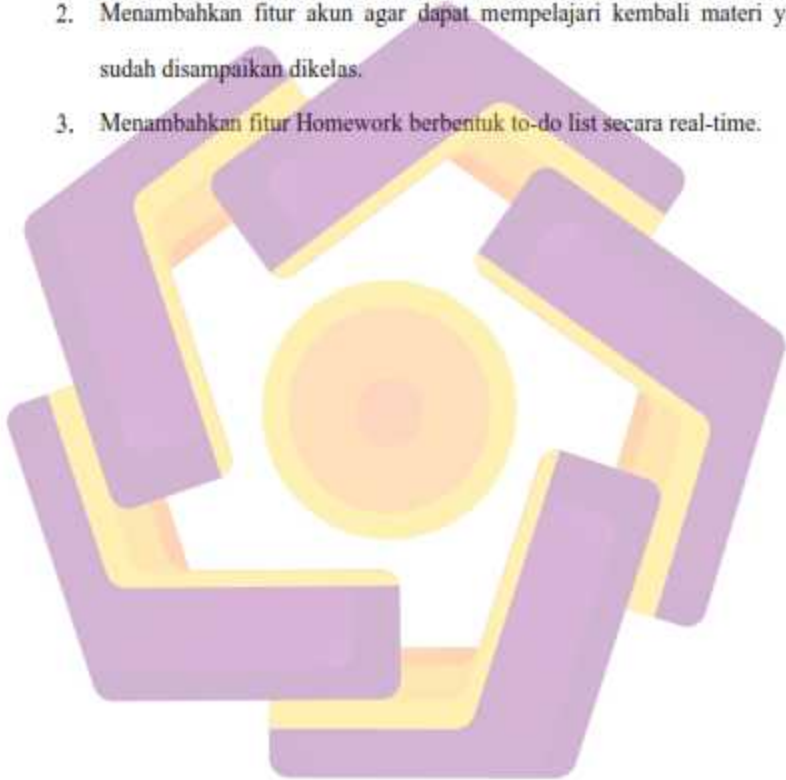 2. Menambahkan fitur akun agar dapat mempelajari kembali materi y
sudah disampaikan dikelas.
3. Menambahkan fitur Homework berbentuk to-do list secara real-time.